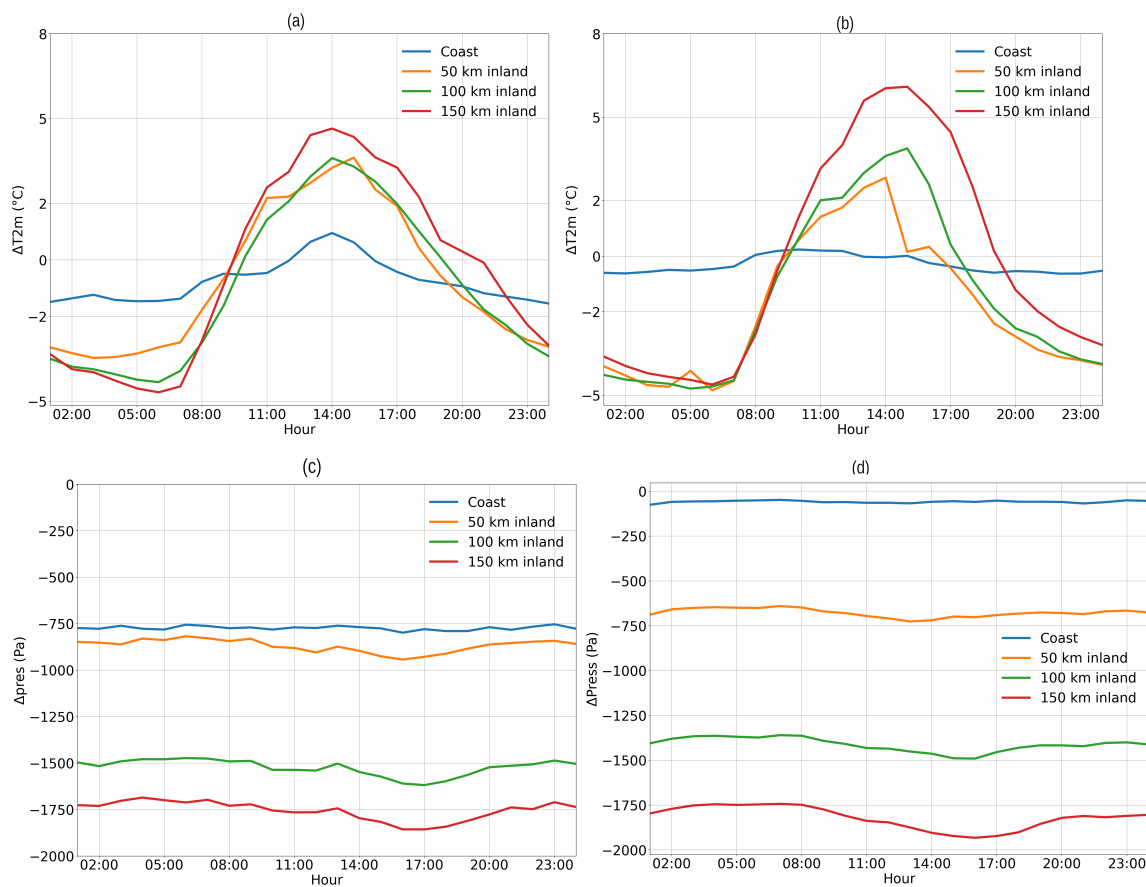 (a)
8
5
2
0
−2
−5
ΔT2m (°C)
Coast
50 km inland
100 km inland
150 km inland
02:00 05:00 08:00 11:00 14:00 17:00 20:00 23:00
Hour
(b)
8
5
2
0
−2
−5
ΔT2m (°C)
Coast
50 km inland
100 km inland
150 km inland
02:00 05:00 08:00 11:00 14:00 17:00 20:00 23:00
Hour
(c)
0
−250
−500
−750
−1000
−1250
−1500
−1750
−2000
Δpres (Pa)
Coast
50 km inland
100 km inland
150 km inland
02:00 05:00 08:00 11:00 14:00 17:00 20:00 23:00
Hour
(d)
0
−250
−500
−750
−1000
−1250
−1500
−1750
−2000
ΔPress (Pa)
Coast
50 km inland
100 km inland
150 km inland
02:00 05:00 08:00 11:00 14:00 17:00 20:00 23:00
Hour